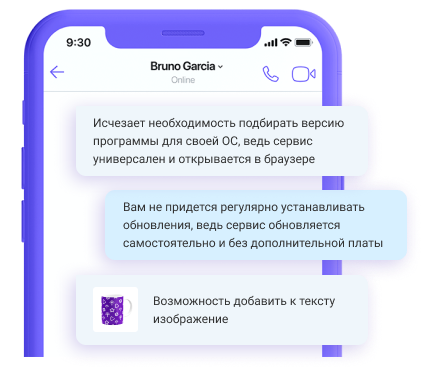 9:30
Bruno Garcia
Online
Исчезает необходимость подбирать версию
программы для своей ОС, ведь сервис
универсален и открывается в браузере
Вам не придется регулярно устанавливать
обновления, ведь сервис обновляется
самостоятельно и без дополнительной платы
Возможность добавить к тексту
изображение